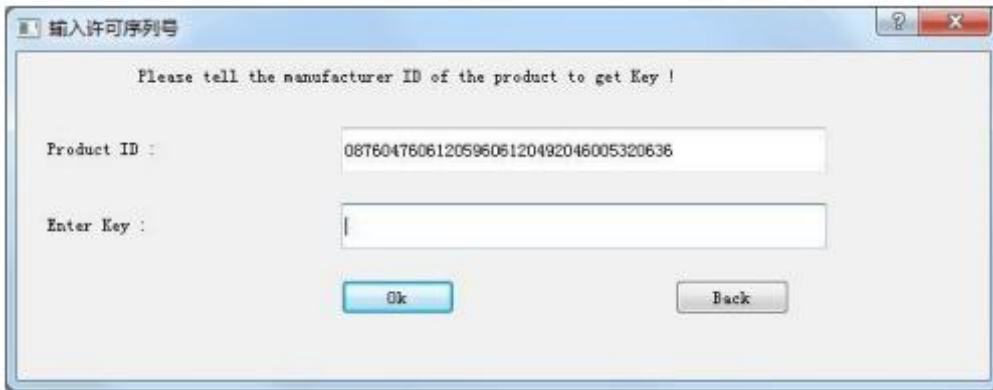 输入许可序列号
Please tell the manufacturer ID of the product to get Key !
Product ID :
087604760612059606120492046005320636
Enter Key :
Ok
Back